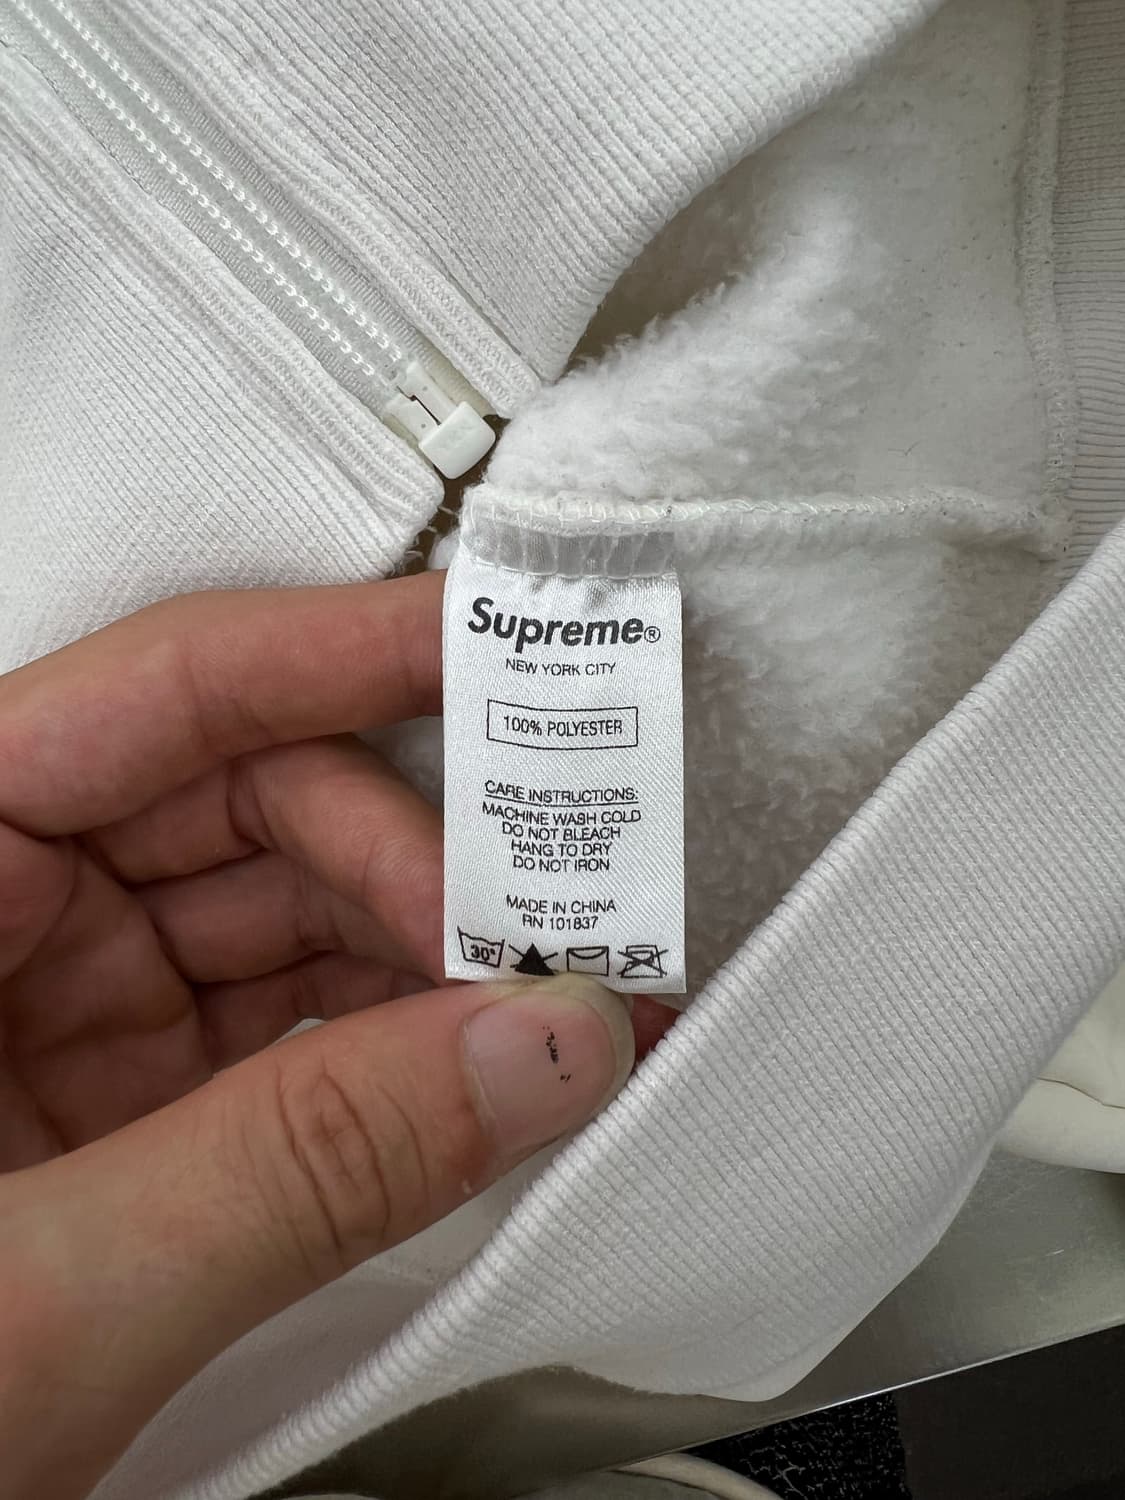 Supreme®
NEW YORK CITY
100% POLYESTER
CARE INSTRUCTIONS:
MACHINE WASH COLD
DO NOT BLEACH
HANG TO DRY
DO NOT IRON
MADE IN CHINA
RN 101837
30°